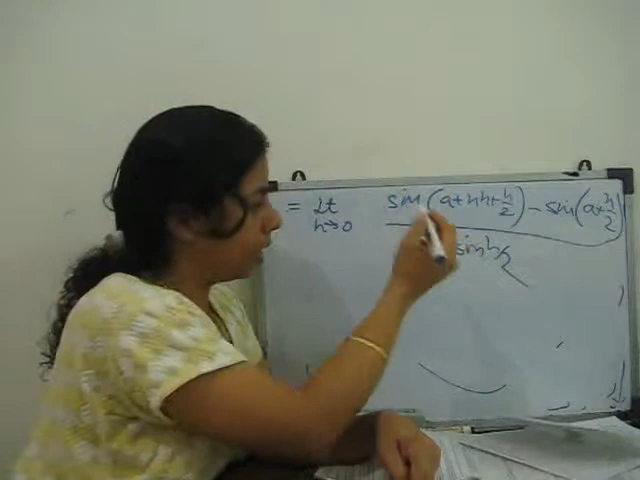 = Lt sin(a+nh+h/2) - sin(a+h/2)
h→0 sin h/2